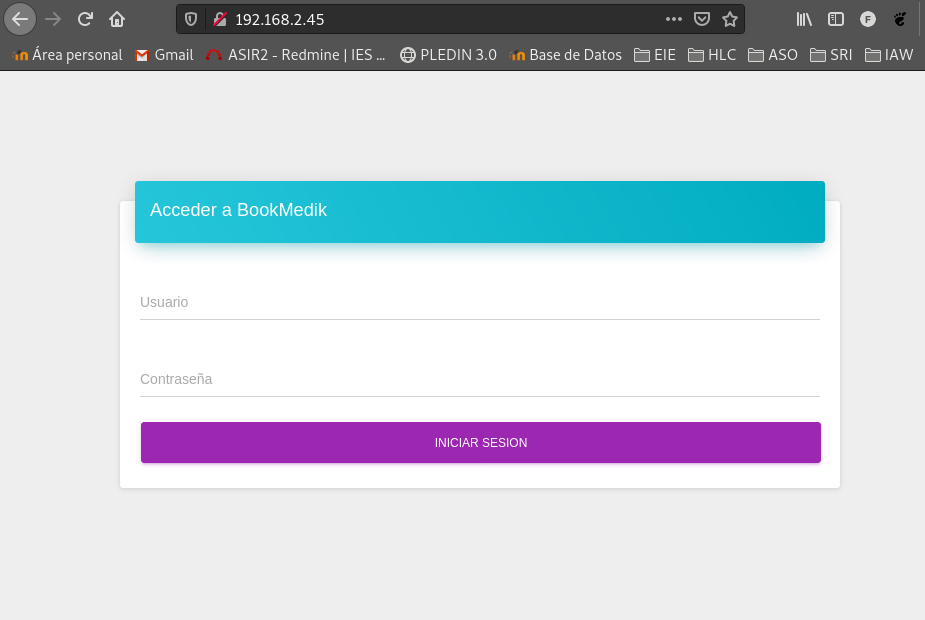 192.168.2.45
Área personal Gmail ASIR2 - Redmine | IES ... PLEDIN 3.0 Base de Datos EIE HLC ASO SRI IAW
Acceder a BookMedik
Usuario
Contraseña
INICIAR SESION